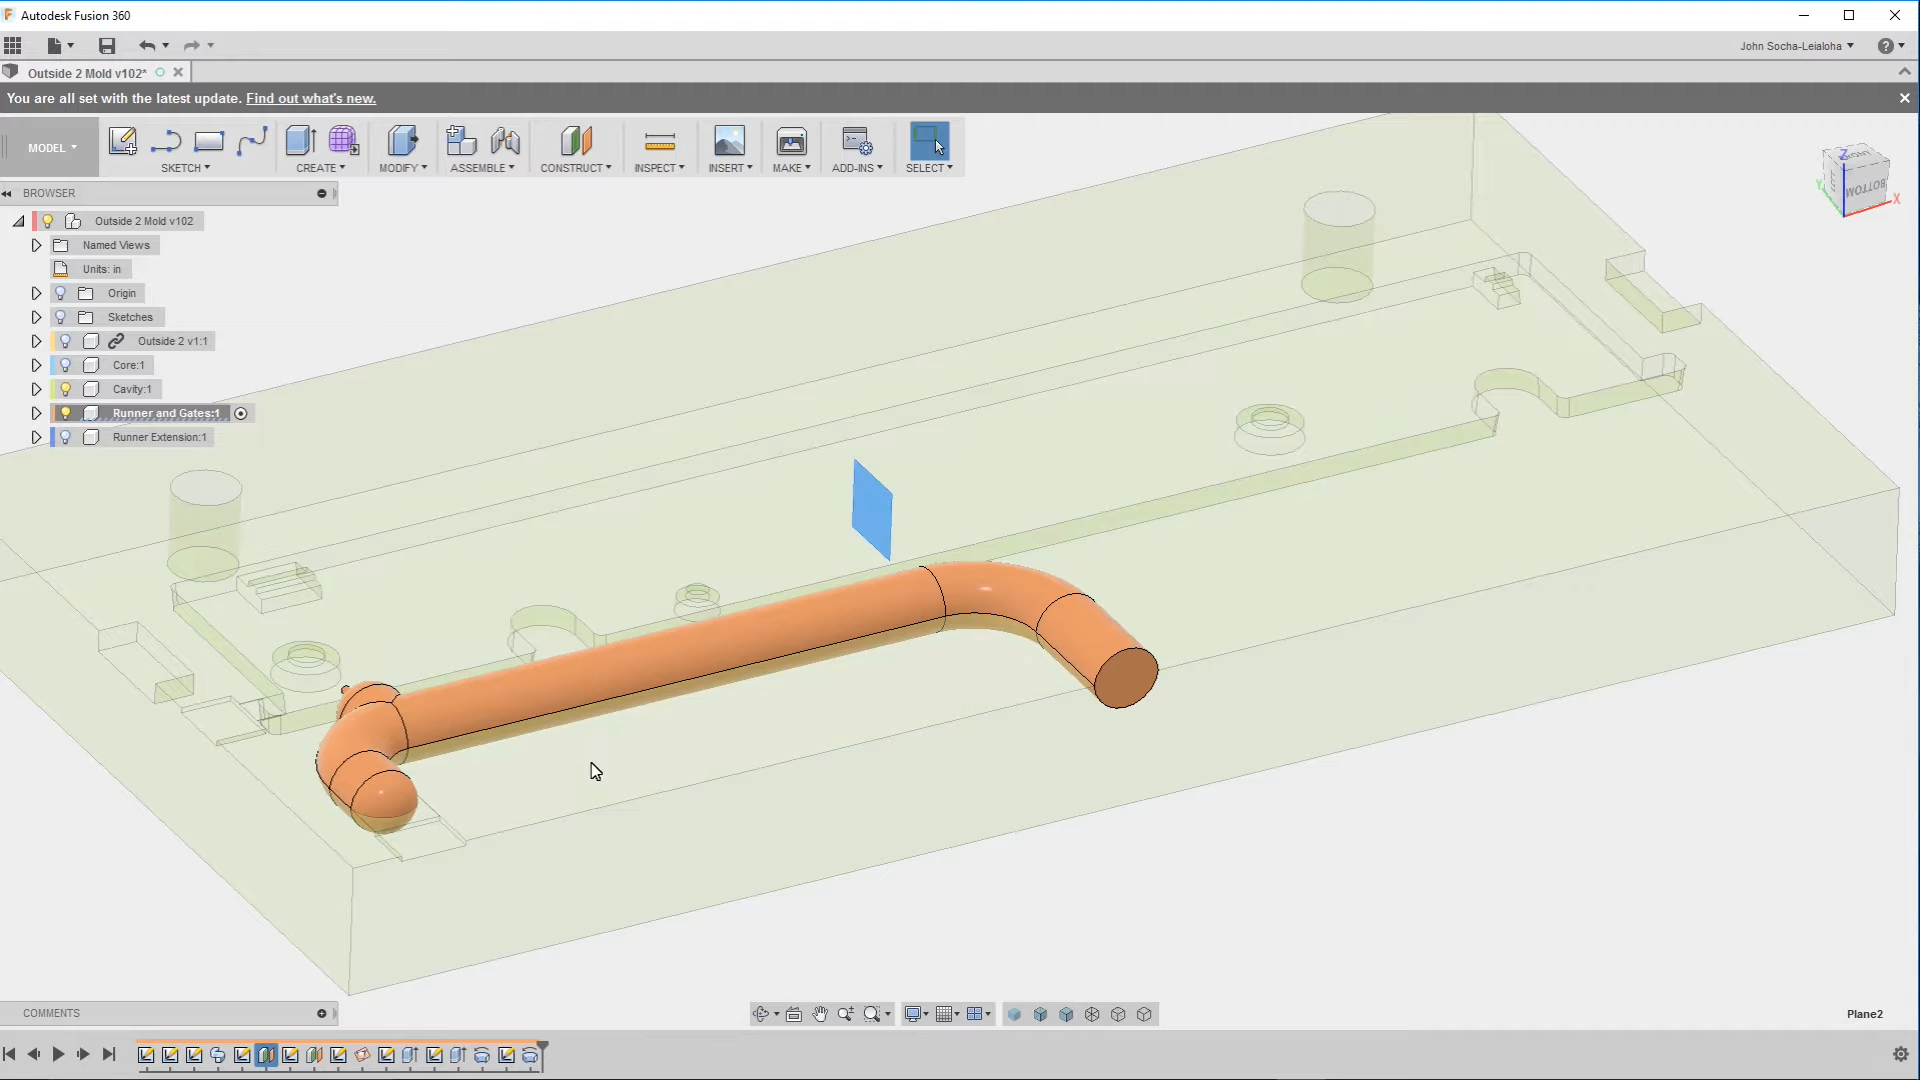 Autodesk Fusion 360
John Socha-Leialoha
Outside 2 Mold v102*
You are all set with the latest update. Find out what's new.
MODEL
SKETCH
CREATE
MODIFY
ASSEMBLE
CONSTRUCT
INSPECT
INSERT
MAKE
ADD-INS
SELECT
FRONT
LEFT
BOTTOM
Z
Y
X
BROWSER
Outside 2 Mold v102
Named Views
Units: in
Origin
Sketches
Outside 2 v1:1
Core:1
Cavity:1
Runner and Gates:1
Runner Extension:1
COMMENTS
Plane2